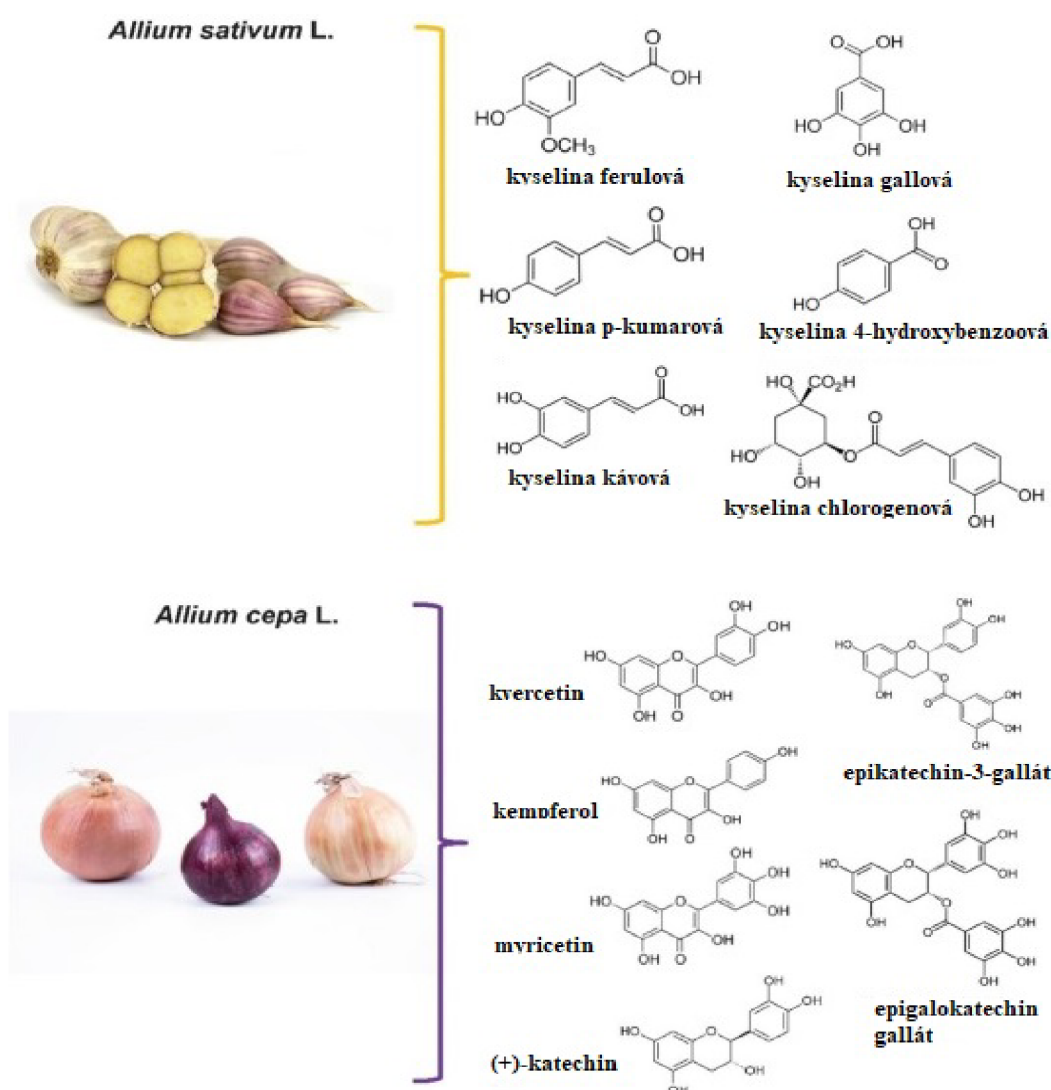 Allium sativum L.
kyselina ferulová
kyselina gallová
kyselina p-kumarová
kyselina 4-hydroxybenzoová
kyselina kávová
kyselina chlorogenová
Allium cepa L.
kvercetin
epikatechin-3-gallát
kempferol
myricetin
epigalokatechin
gallát
(+)-katechin